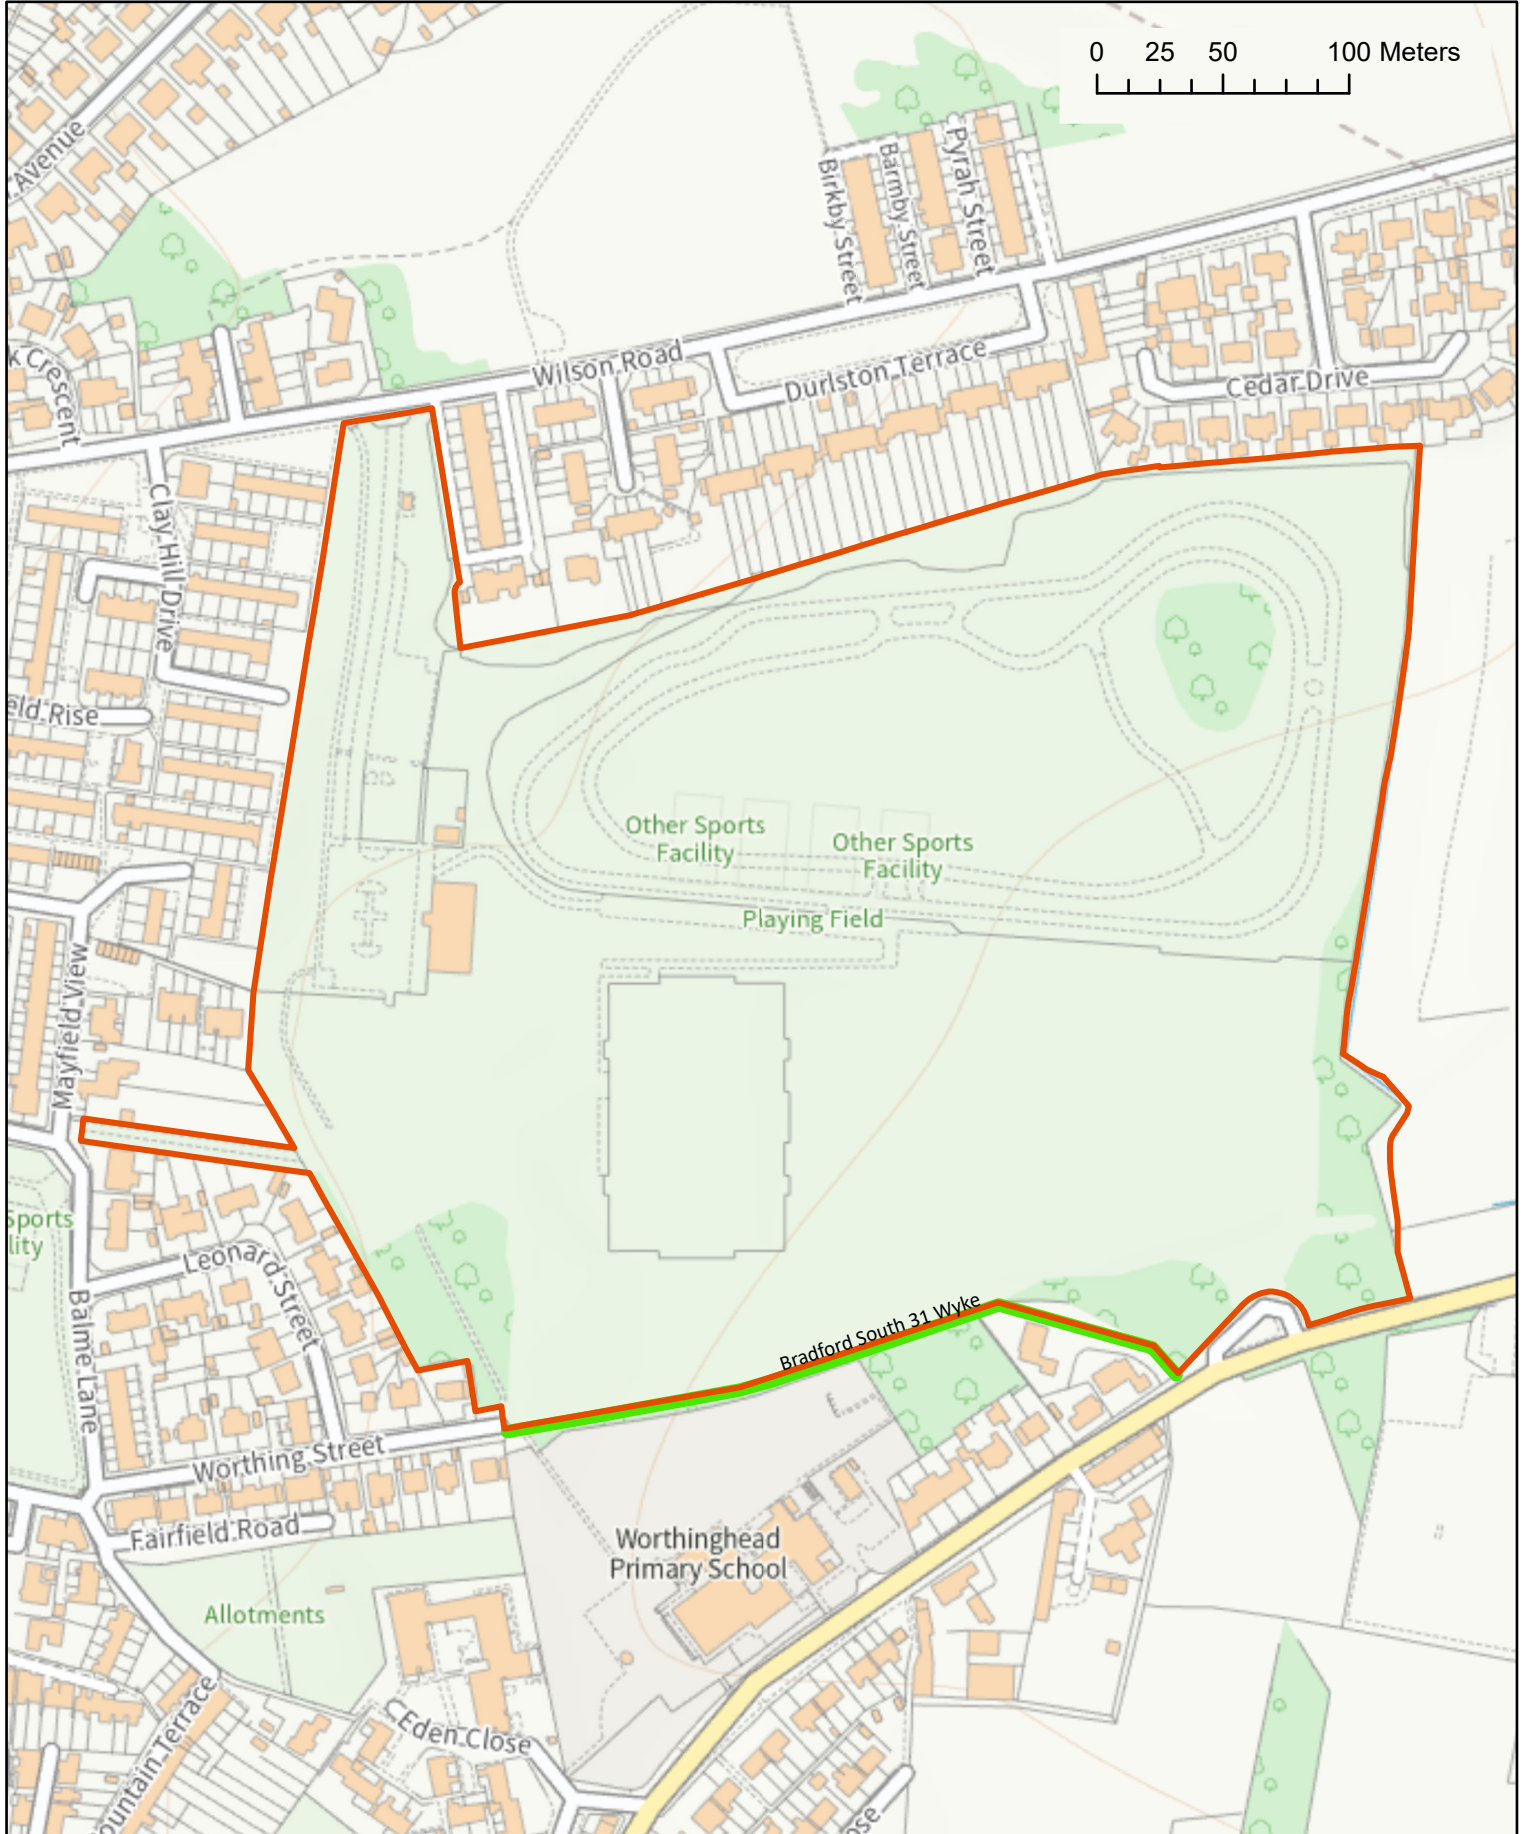 0 25 50 100 Meters
Avenue
Birkby Street
Barmby Street
Pyrah Street
k Crescent
Wilson Road
Durlston Terrace
Cedar Drive
Clay Hill Drive
eld Rise
Other Sports
Facility
Other Sports
Facility
Playing Field
Mayfield View
Sports
lity
Leonard Street
Balme Lane
Bradford South 31 Wyke
Worthing Street
Fairfield Road
Worthinghead
Primary School
Allotments
Eden Close
ountain Terrace
ose